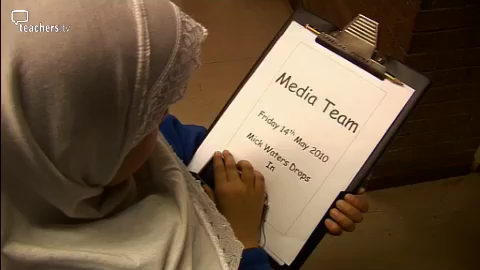 teachers.tv
Media Team
Friday 14th May 2010
Mick Waters Drops
In